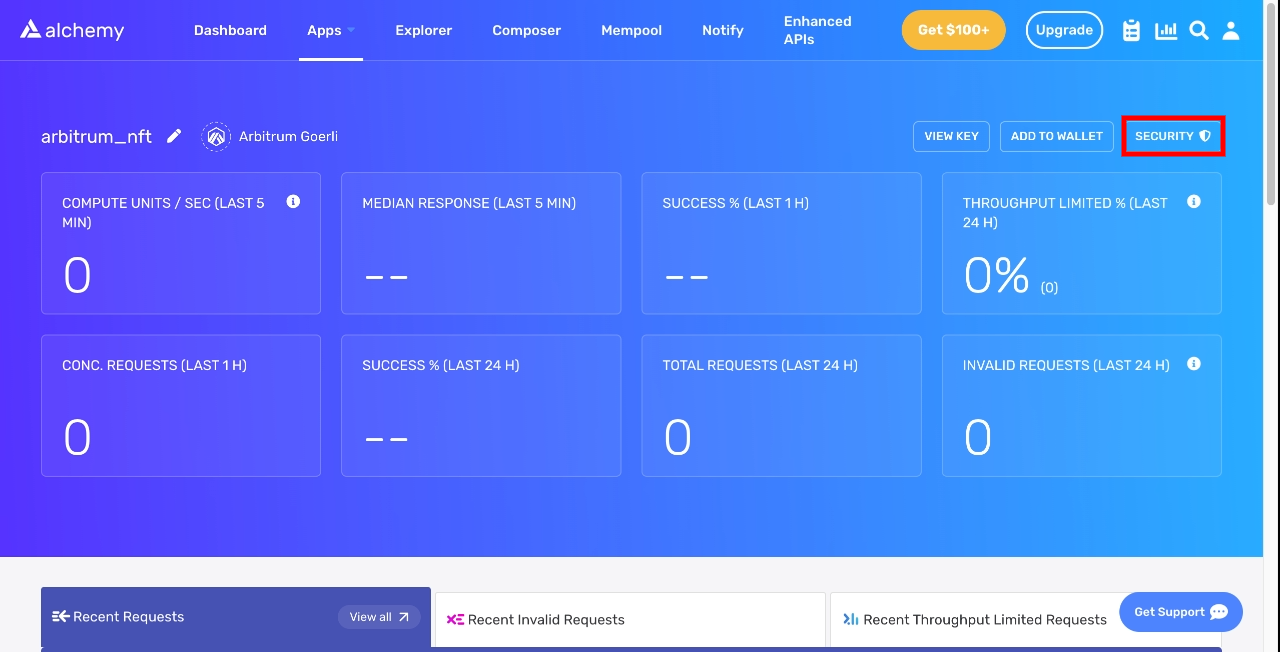 alchemy
Dashboard
Apps
Explorer
Composer
Mempool
Notify
Enhanced
APIs
Get $100+
Upgrade
arbitrum_nft
Arbitrum Goerli
VIEW KEY
ADD TO WALLET
SECURITY
COMPUTE UNITS / SEC (LAST 5
MIN)
0
MEDIAN RESPONSE (LAST 5 MIN)
--
SUCCESS % (LAST 1 H)
--
THROUGHPUT LIMITED % (LAST
24 H)
0% (0)
CONC. REQUESTS (LAST 1 H)
0
SUCCESS % (LAST 24 H)
--
TOTAL REQUESTS (LAST 24 H)
0
INVALID REQUESTS (LAST 24 H)
0
Recent Requests
View all
Recent Invalid Requests
Recent Throughput Limited Requests
Get Support